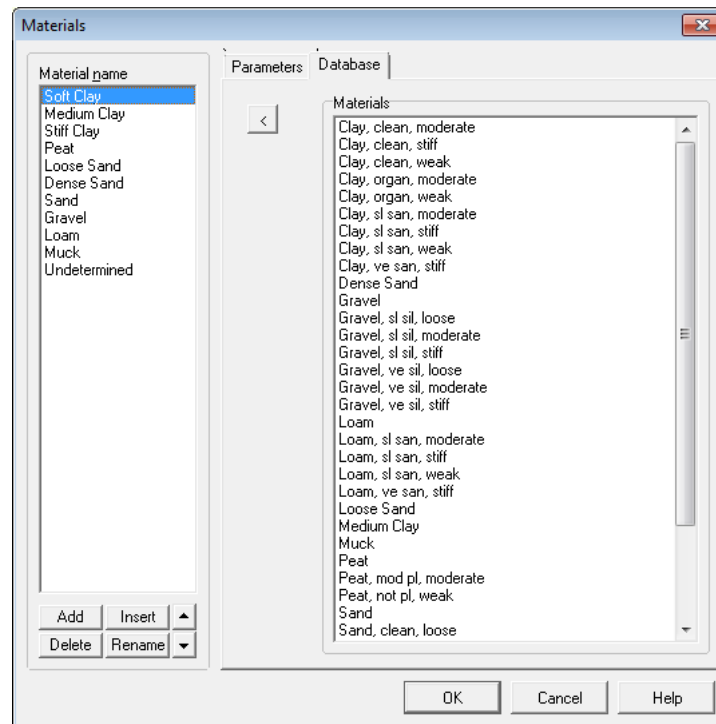 Materials
Material name
Soft Clay
Medium Clay
Stiff Clay
Peat
Loose Sand
Dense Sand
Sand
Gravel
Loam
Muck
Undetermined
Add Insert
Delete Rename
Parameters Database
<
Materials
Clay, clean, moderate
Clay, clean, stiff
Clay, clean, weak
Clay, organ, moderate
Clay, organ, weak
Clay, sl san, moderate
Clay, sl san, stiff
Clay, sl san, weak
Clay, ve san, stiff
Dense Sand
Gravel
Gravel, sl sil, loose
Gravel, sl sil, moderate
Gravel, sl sil, stiff
Gravel, ve sil, loose
Gravel, ve sil, moderate
Gravel, ve sil, stiff
Loam
Loam, sl san, moderate
Loam, sl san, stiff
Loam, sl san, weak
Loam, ve san, stiff
Loose Sand
Medium Clay
Muck
Peat
Peat, mod pl, moderate
Peat, not pl, weak
Sand
Sand, clean, loose
OK Cancel Help